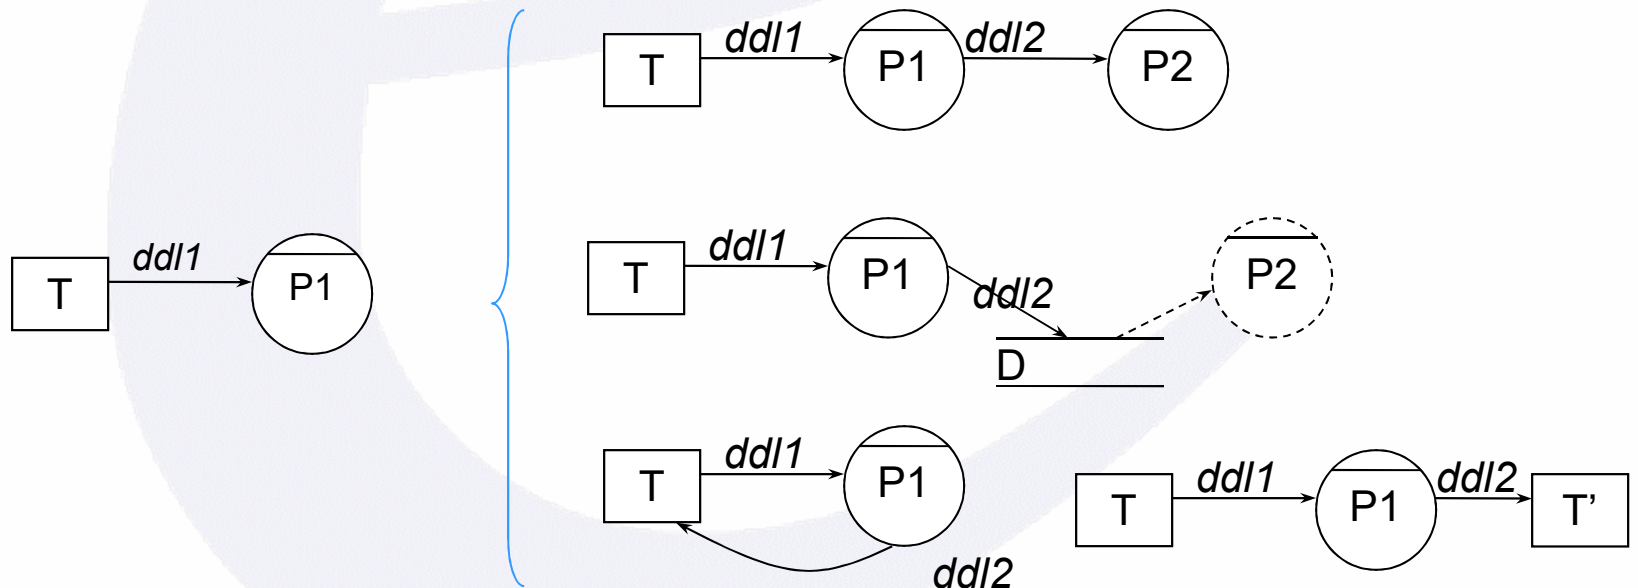 T ddl1 P1
T ddl1 P1 ddl2 P2
T ddl1 P1 ddl2 D P2
T ddl1 P1 ddl2
T ddl1 P1 ddl2 T’